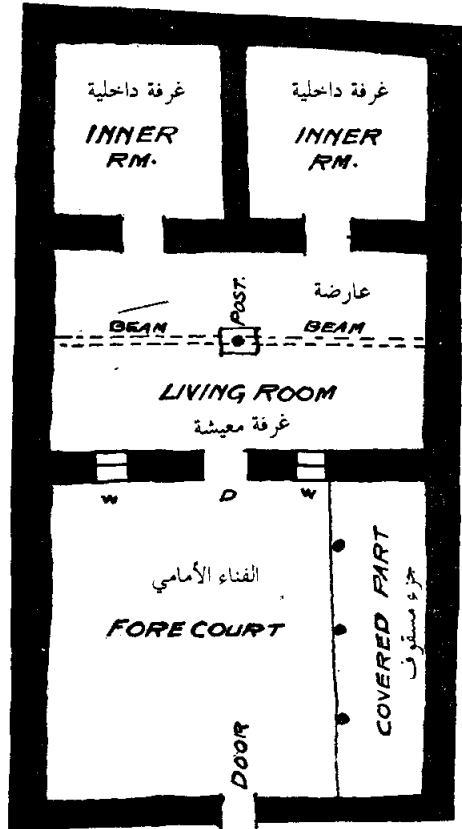 غرفة داخلية
INNER
RM.
غرفة داخلية
INNER
RM.
عارضة
POST.
BEAM
BEAM
LIVING ROOM
غرفة معيشة
W
D
W
الفناء الأمامي
FORE COURT
COVERED PART
جزء مسقوف
DOOR